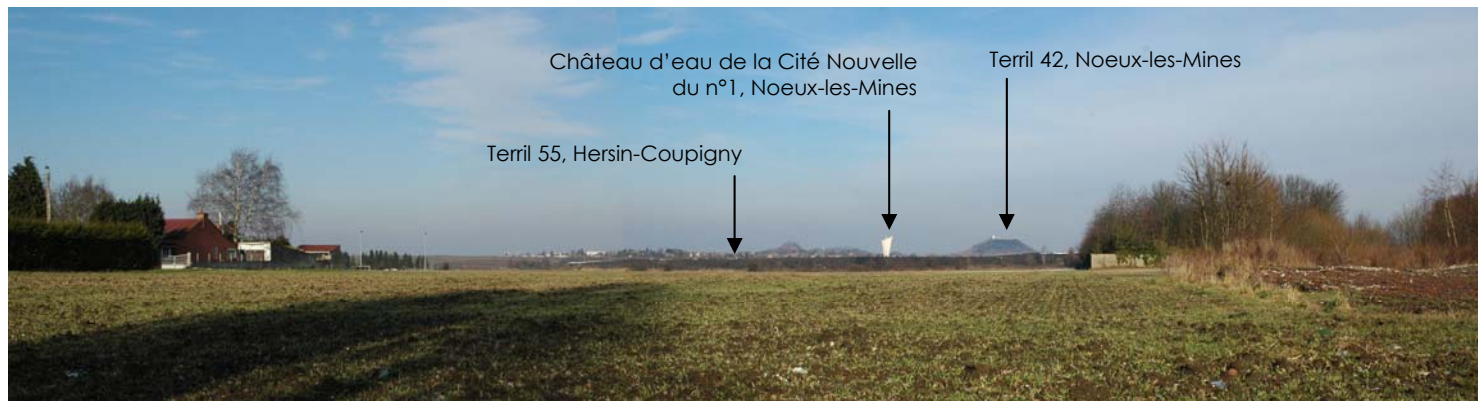 Château d'eau de la Cité Nouvelle
du n°1, Noeux-les-Mines
Terril 42, Noeux-les-Mines
Terril 55, Hersin-Coupigny